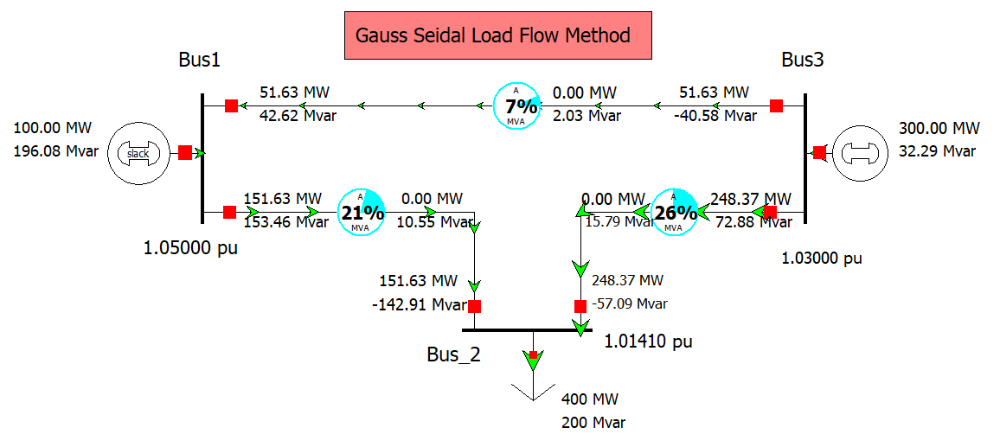 Gauss Seidal Load Flow Method
Bus1
Bus3
51.63 MW
42.62 Mvar
A
7%
MVA
0.00 MW
2.03 Mvar
51.63 MW
-40.58 Mvar
100.00 MW
196.08 Mvar
slack
300.00 MW
32.29 Mvar
151.63 MW
153.46 Mvar
A
21%
MVA
0.00 MW
10.55 Mvar
0.00 MW
15.79 Mvar
A
26%
MVA
248.37 MW
72.88 Mvar
1.05000 pu
1.03000 pu
151.63 MW
-142.91 Mvar
248.37 MW
-57.09 Mvar
1.01410 pu
Bus_2
400 MW
200 Mvar